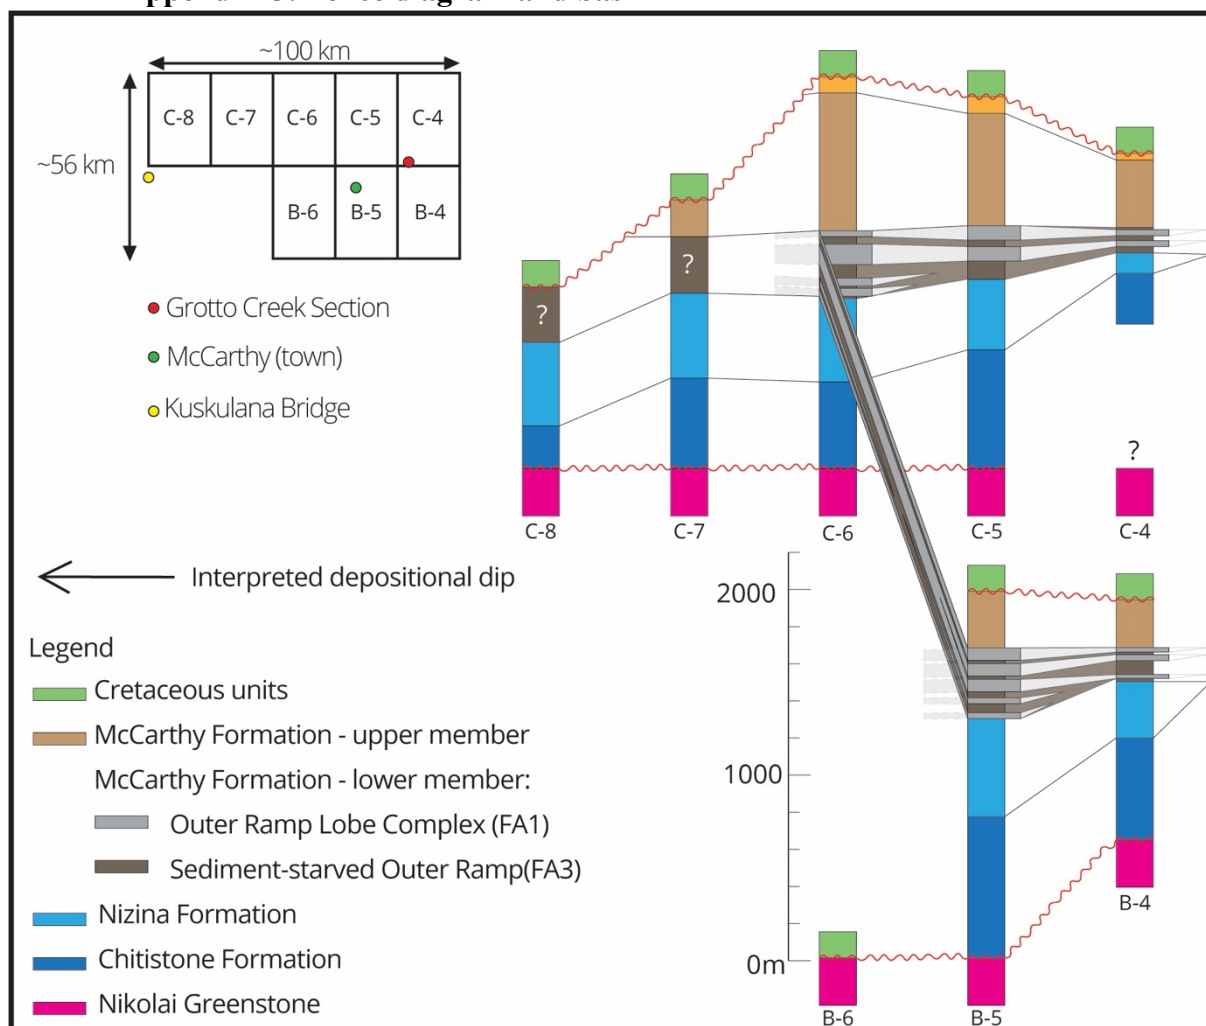 ~100 km
C-8 C-7 C-6 C-5 C-4
~56 km
B-6 B-5 B-4
Grotto Creek Section
McCarthy (town)
Kuskulana Bridge
?
?
?
C-8 C-7 C-6 C-5 C-4
Interpreted depositional dip
Legend
Cretaceous units
McCarthy Formation - upper member
McCarthy Formation - lower member:
Outer Ramp Lobe Complex (FA1)
Sediment-starved Outer Ramp(FA3)
Nizina Formation
Chitistone Formation
Nikolai Greenstone
2000
1000
0m
B-4
B-6 B-5